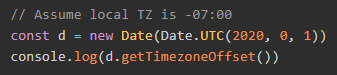 // Assume local TZ is -07:00
const d = new Date(Date.UTC(2020, 0, 1))
console.log(d.getTimezoneOffset())